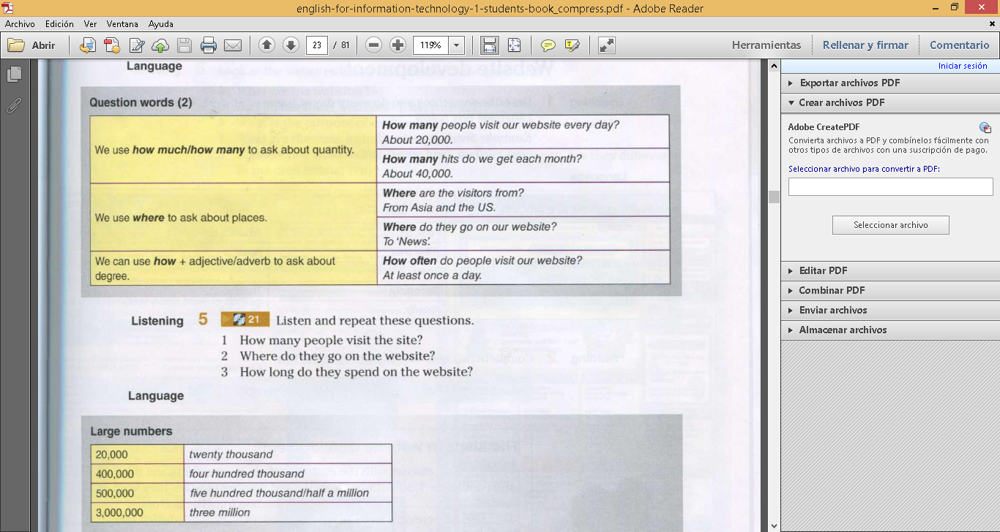 english-for-information-technology-1-students-book_compress.pdf - Adobe Reader
Archivo Edición Ver Ventana Ayuda
Abrir 23 / 81 119% Herramientas Rellenar y firmar Comentario
Language
Question words (2)
We use how much/how many to ask about quantity.
How many people visit our website every day?
About 20,000.
How many hits do we get each month?
About 40,000.
We use where to ask about places.
Where are the visitors from?
From Asia and the US.
Where do they go on our website?
To ‘News’.
We can use how + adjective/adverb to ask about
degree.
How often do people visit our website?
At least once a day.
Listening 5 21 Listen and repeat these questions.
1 How many people visit the site?
2 Where do they go on the website?
3 How long do they spend on the website?
Language
Large numbers
20,000 twenty thousand
400,000 four hundred thousand
500,000 five hundred thousand/half a million
3,000,000 three million
Iniciar sesión
Exportar archivos PDF
Crear archivos PDF
Adobe CreatePDF
Convierta archivos a PDF y combínelos fácilmente con
otros tipos de archivos con una suscripción de pago.
Seleccionar archivo para convertir a PDF:
Seleccionar archivo
Editar PDF
Combinar PDF
Enviar archivos
Almacenar archivos